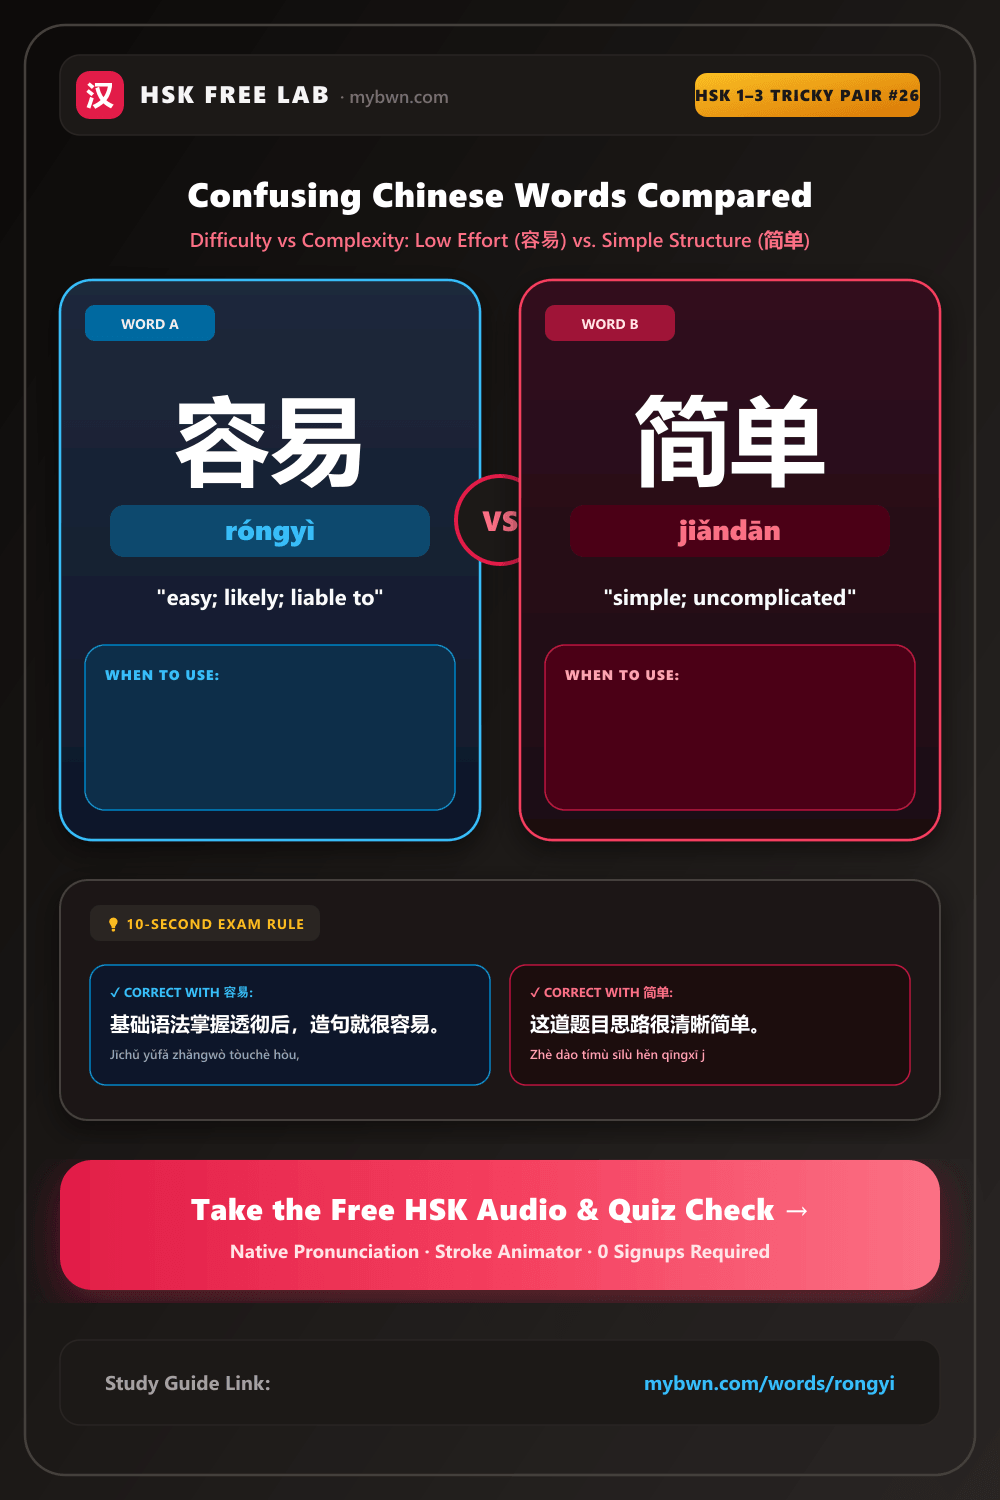 汉 HSK FREE LAB · mybwn.com
HSK 1–3 TRICKY PAIR #26
Confusing Chinese Words Compared
Difficulty vs Complexity: Low Effort (容易) vs. Simple Structure (简单)
WORD A
容易
róngyì
"easy; likely; liable to"
WHEN TO USE:
VS
WORD B
简单
jiǎndān
"simple; uncomplicated"
WHEN TO USE:
10-SECOND EXAM RULE
✓ CORRECT WITH 容易:
基础语法掌握透彻后，造句就很容易。
Jīchǔ yǔfǎ zhǎngwò tòuchè hòu,
✓ CORRECT WITH 简单:
这道题目思路很清晰简单。
Zhè dào tímù sīlù hěn qīngxī j
Take the Free HSK Audio & Quiz Check →
Native Pronunciation · Stroke Animator · 0 Signups Required
Study Guide Link:
mybwn.com/words/rongyi